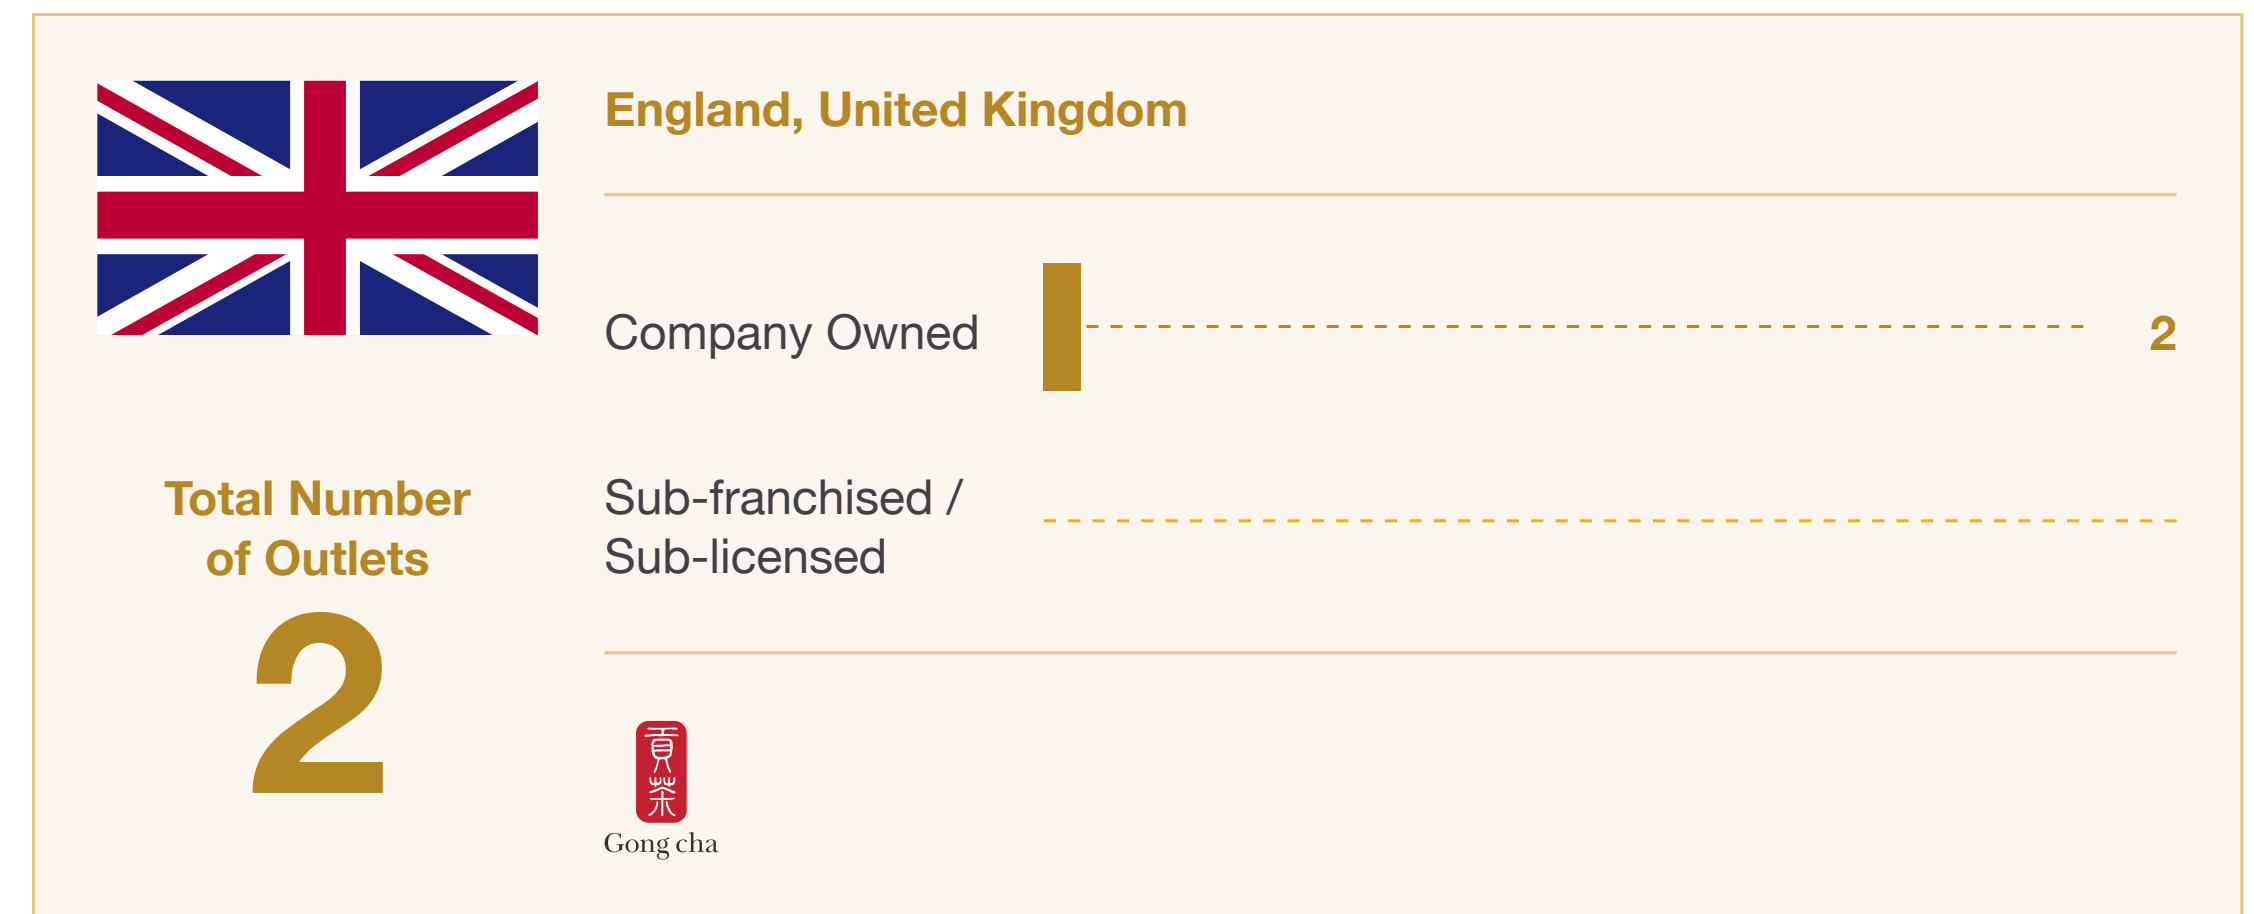 England, United Kingdom
Company Owned
2
Sub-franchised /
Sub-licensed
Total Number
of Outlets
2
貢茶
Gong cha